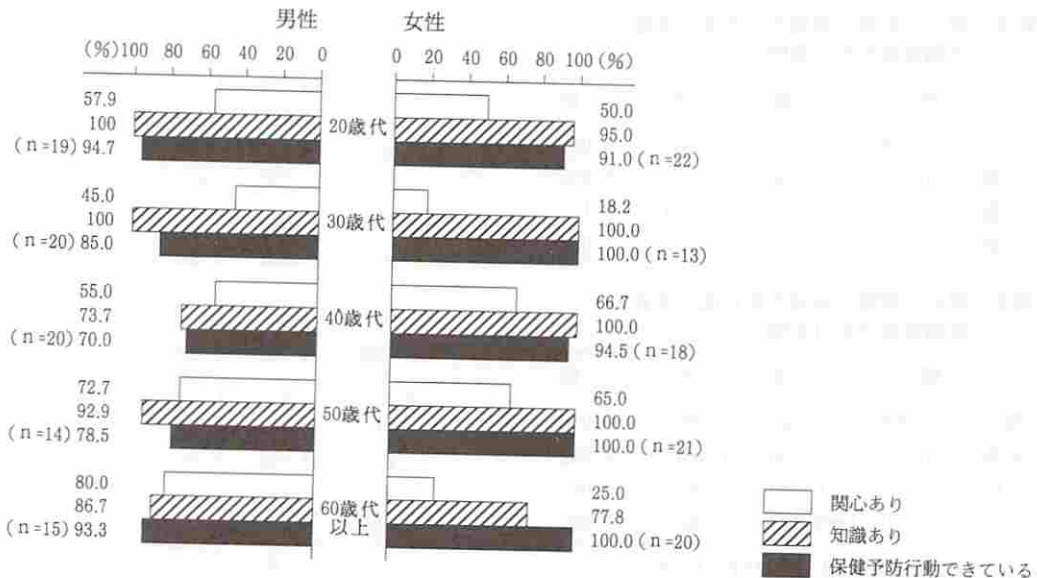 男性 女性
(%) 100 80 60 40 20 0 0 20 40 60 80 100 (%)
57.9 50.0
100 20歳代 95.0
(n=19) 94.7 91.0 (n=22)
45.0 18.2
100 30歳代 100.0
(n=20) 85.0 100.0 (n=13)
55.0 66.7
73.7 40歳代 100.0
(n=20) 70.0 94.5 (n=18)
72.7 65.0
92.9 50歳代 100.0
(n=14) 78.5 100.0 (n=21)
80.0 25.0
86.7 60歳代 77.8
(n=15) 93.3 以上 100.0 (n=20)
関心あり
知識あり
保健予防行動できている